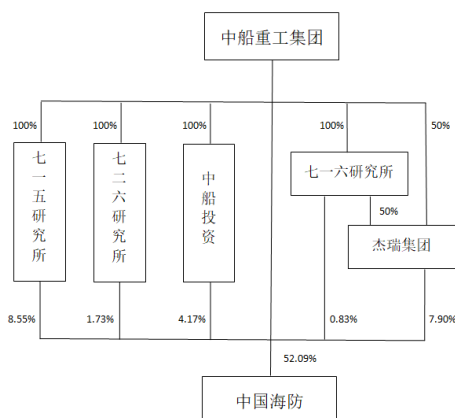 中船重工集团
100%
100%
100%
100%
50%
七一五研究所
七二六研究所
中船投资
七一六研究所
50%
杰瑞集团
8.55%
1.73%
4.17%
0.83%
7.90%
52.09%
中国海防